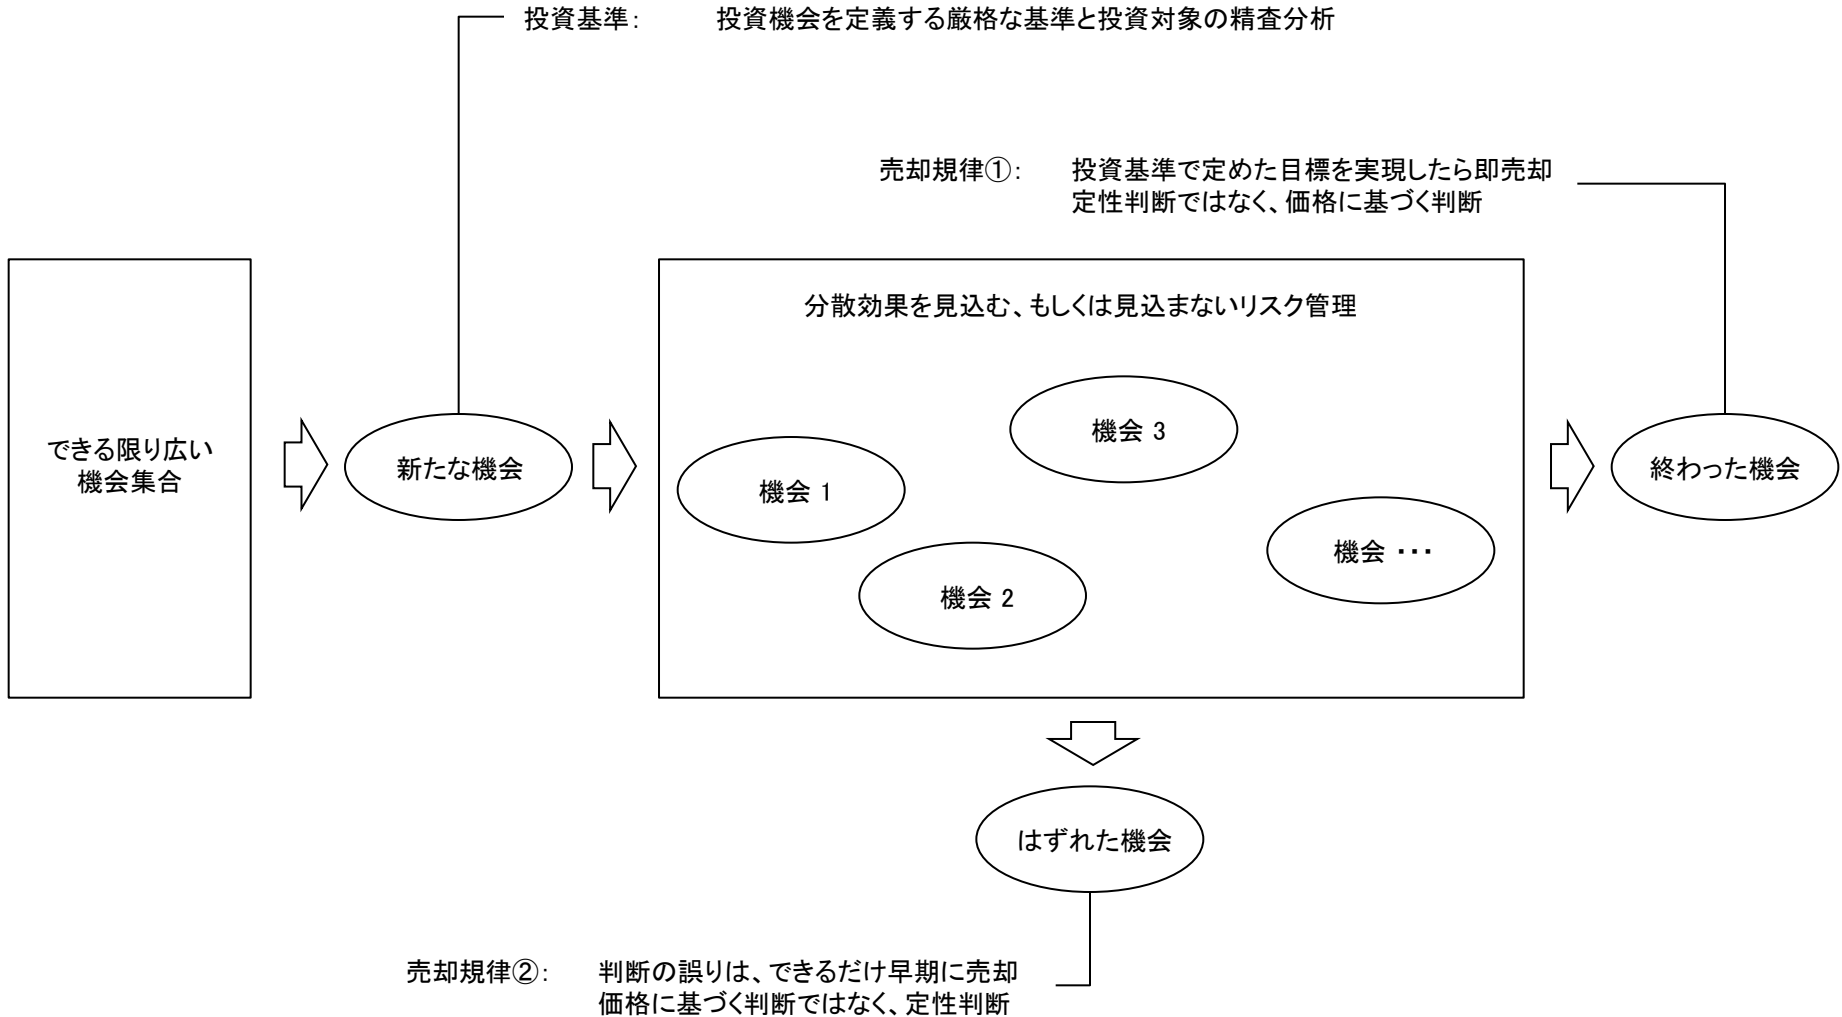 投資基準： 投資機会を定義する厳格な基準と投資対象の精査分析
売却規律①： 投資基準で定めた目標を実現したら即売却
定性判断ではなく、価格に基づく判断
できる限り広い
機会集合
新たな機会
分散効果を見込む、もしくは見込まないリスク管理
機会 1
機会 2
機会 3
機会 ・・・
終わった機会
はずれた機会
売却規律②： 判断の誤りは、できるだけ早期に売却
価格に基づく判断ではなく、定性判断